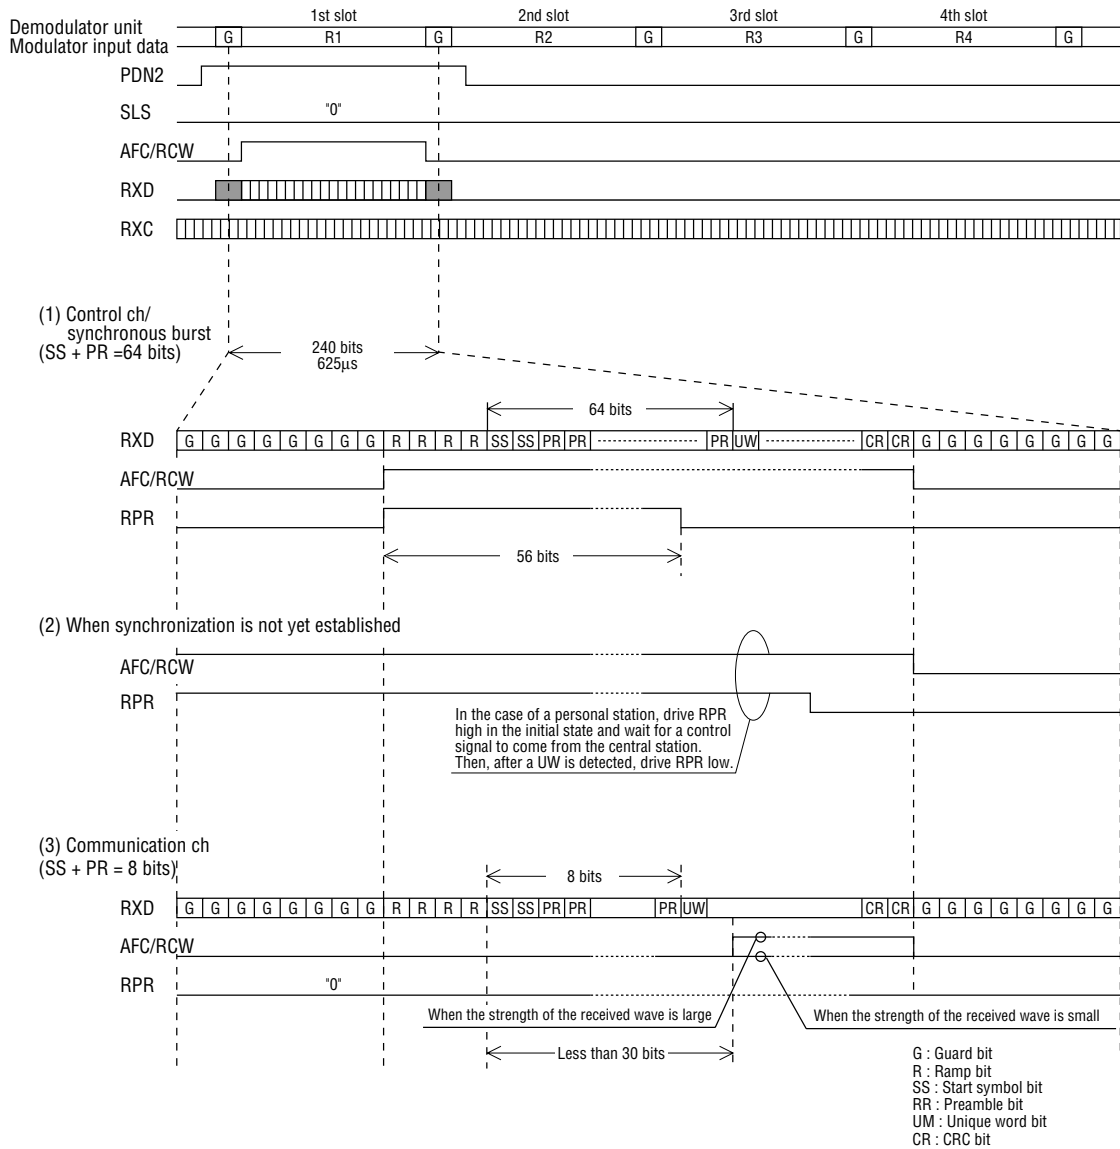 1st slot 2nd slot 3rd slot 4th slot
Demodulator unit
Modulator input data
G R1 G R2 G R3 G R4 G
PDN2
SLS "0"
AFC/RCW
RXD
RXC
(1) Control ch/
synchronous burst
(SS + PR =64 bits)
240 bits
625μs
64 bits
RXD G G G G G G G G R R R R SS SS PR PR PR UW CR CR G G G G G G G G
AFC/RCW
RPR
56 bits
(2) When synchronization is not yet established
AFC/RCW
RPR
In the case of a personal station, drive RPR
high in the initial state and wait for a control
signal to come from the central station.
Then, after a UW is detected, drive RPR low.
(3) Communication ch
(SS + PR = 8 bits)
8 bits
RXD G G G G G G G G R R R R SS SS PR PR PR UW CR CR G G G G G G G G
AFC/RCW
RPR "0"
When the strength of the received wave is large When the strength of the received wave is small
Less than 30 bits
G : Guard bit
R : Ramp bit
SS : Start symbol bit
RR : Preamble bit
UM : Unique word bit
CR : CRC bit